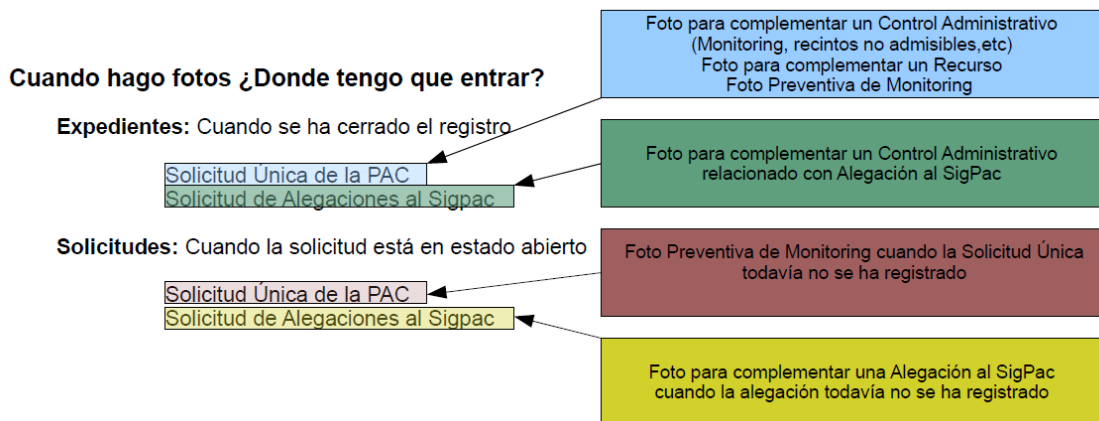 Cuando hago fotos ¿Donde tengo que entrar?
Expedientes: Cuando se ha cerrado el registro
Solicitud Única de la PAC
Solicitud de Alegaciones al Sigpac
Solicitudes: Cuando la solicitud está en estado abierto
Solicitud Única de la PAC
Solicitud de Alegaciones al Sigpac
Foto para complementar un Control Administrativo
(Monitoring, recintos no admisibles,etc)
Foto para complementar un Recurso
Foto Preventiva de Monitoring
Foto para complementar un Control Administrativo
relacionado con Alegación al SigPac
Foto Preventiva de Monitoring cuando la Solicitud Única
todavía no se ha registrado
Foto para complementar una Alegación al SigPac
cuando la alegación todavía no se ha registrado